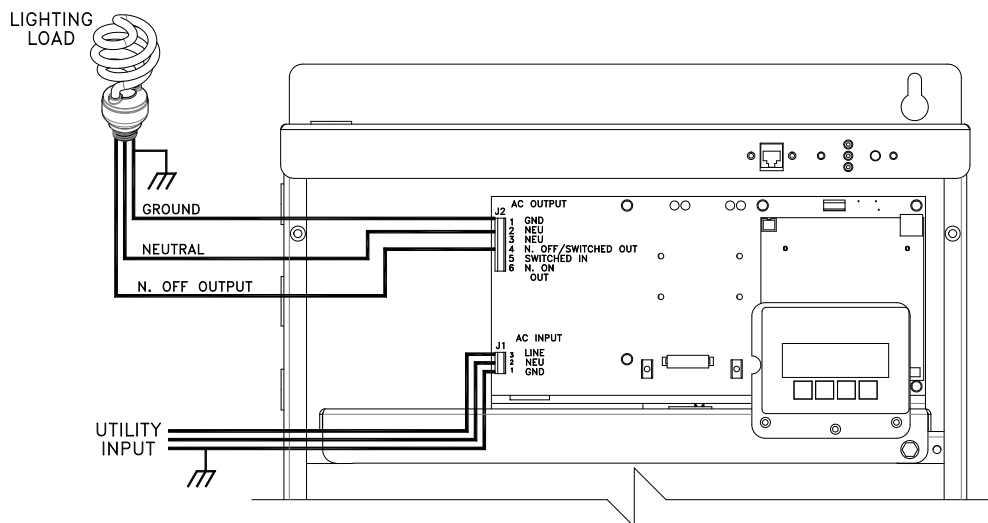 LIGHTING
LOAD
GROUND
NEUTRAL
N. OFF OUTPUT
AC OUTPUT
J2
1 GND
2 NEU
3 NEU
4 N. OFF/SWITCHED OUT
5 SWITCHED IN
6 N. ON
OUT
AC INPUT
J1
3 LINE
2 NEU
1 GND
UTILITY
INPUT